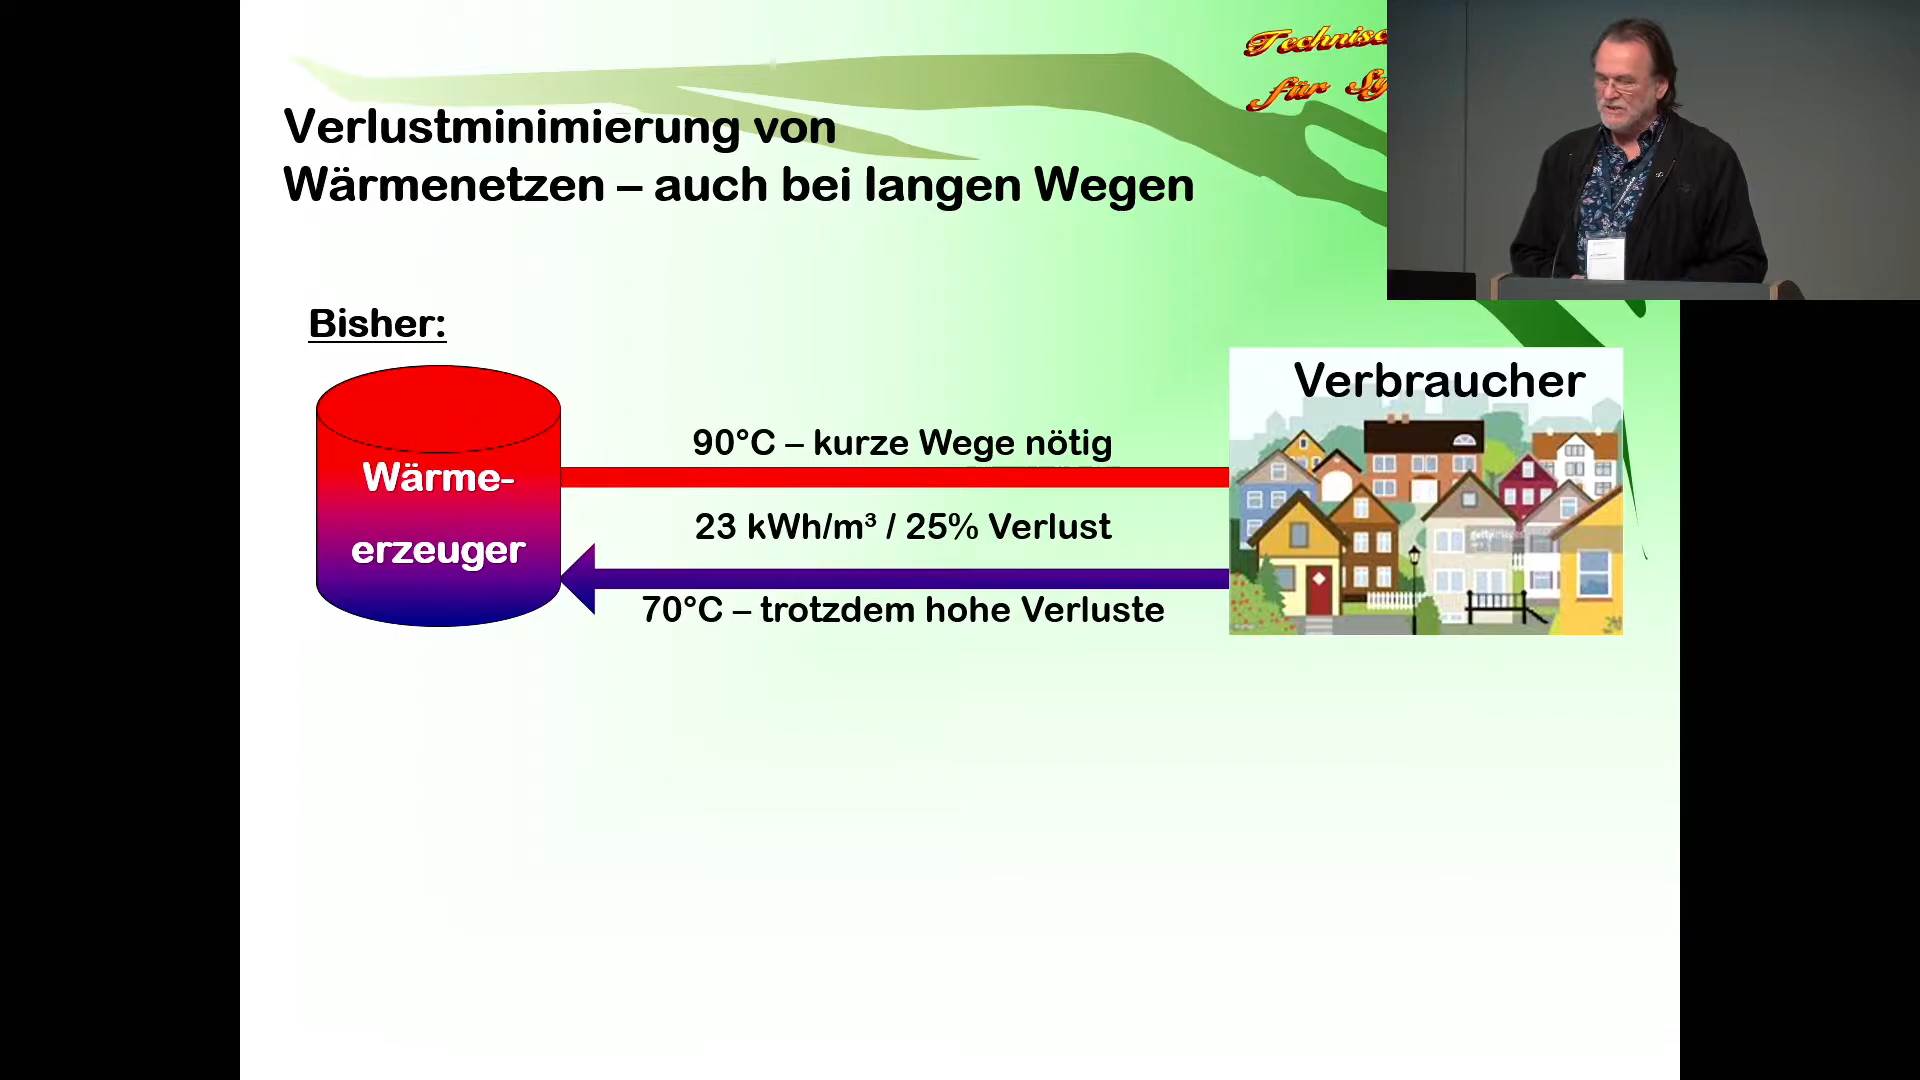 für
Verlustminimierung von
Wärmenetzen – auch bei langen Wegen
Bisher:
Wärme-
erzeuger
90°C – kurze Wege nötig
23 kWh/m³ / 25% Verlust
70°C – trotzdem hohe Verluste
Verbraucher